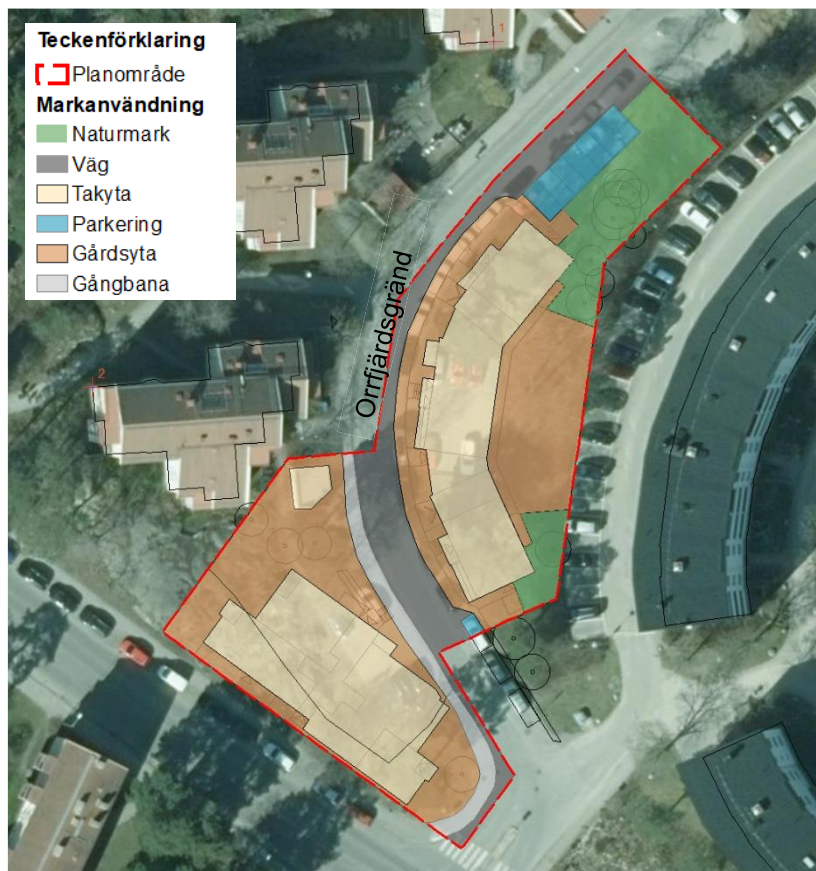 Teckenförklaring
Planområde
Markanvändning
Naturmark
Väg
Takyta
Parkering
Gårdsyta
Gångbana
1
Orrfjärdsgränd
2